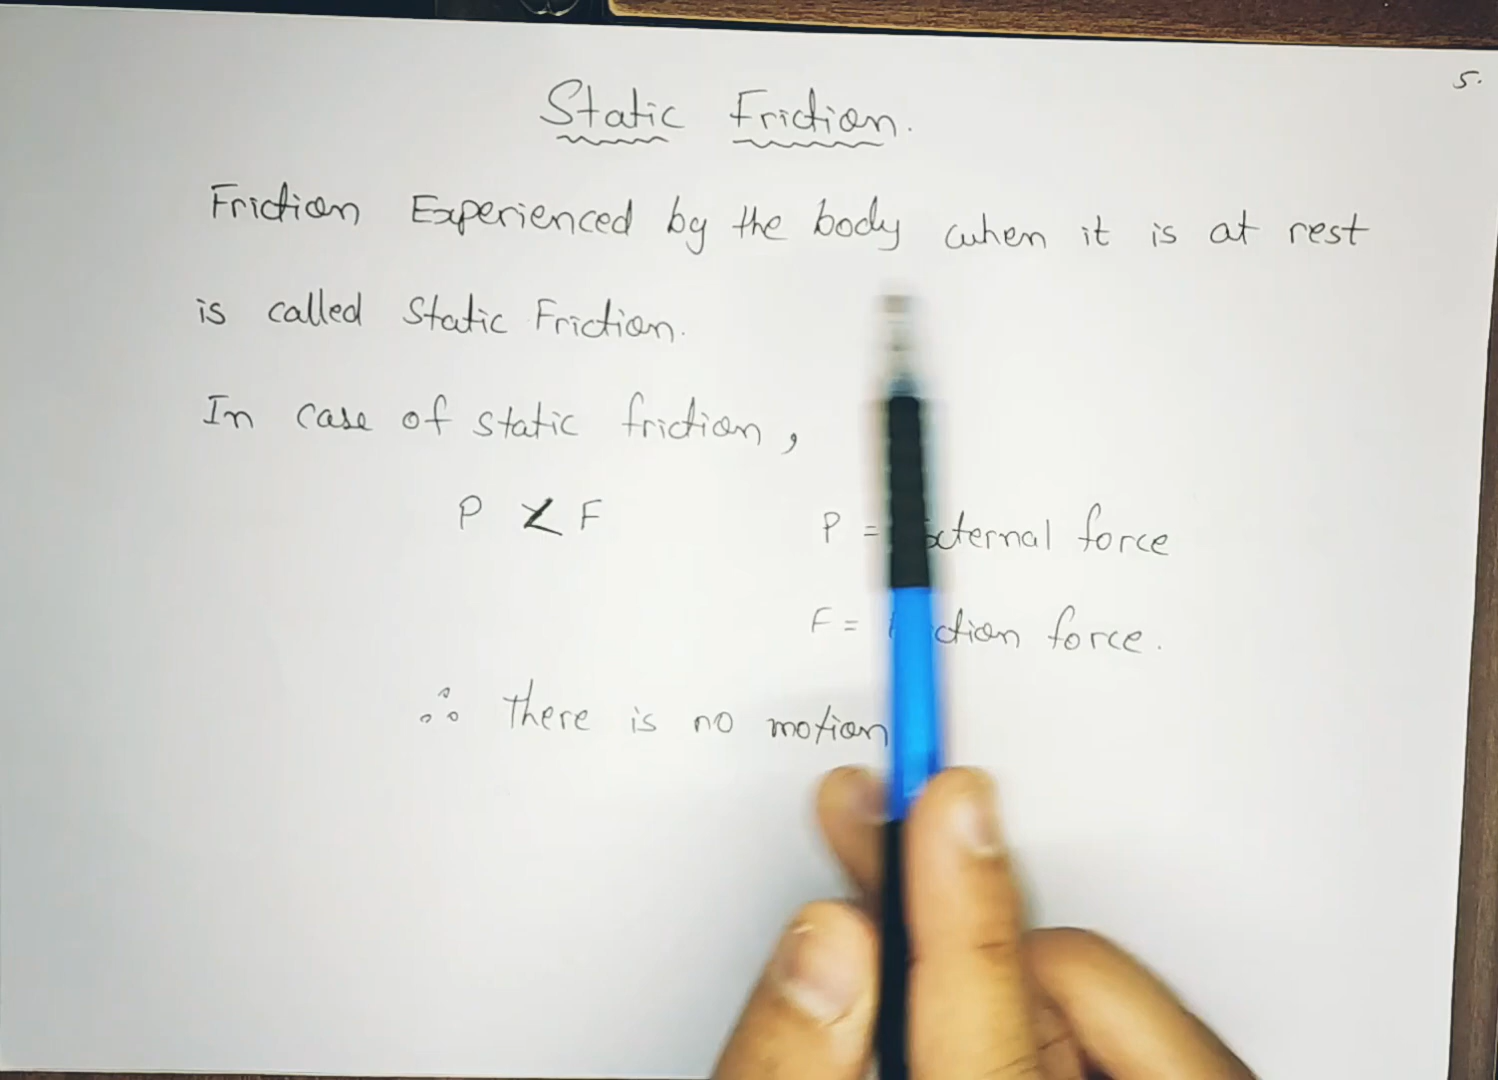 5.
Static Friction.
Friction Experienced by the body when it is at rest
is called Static Friction.
In case of static friction,
P < F
P = force
F = force.
∴ there is no motion